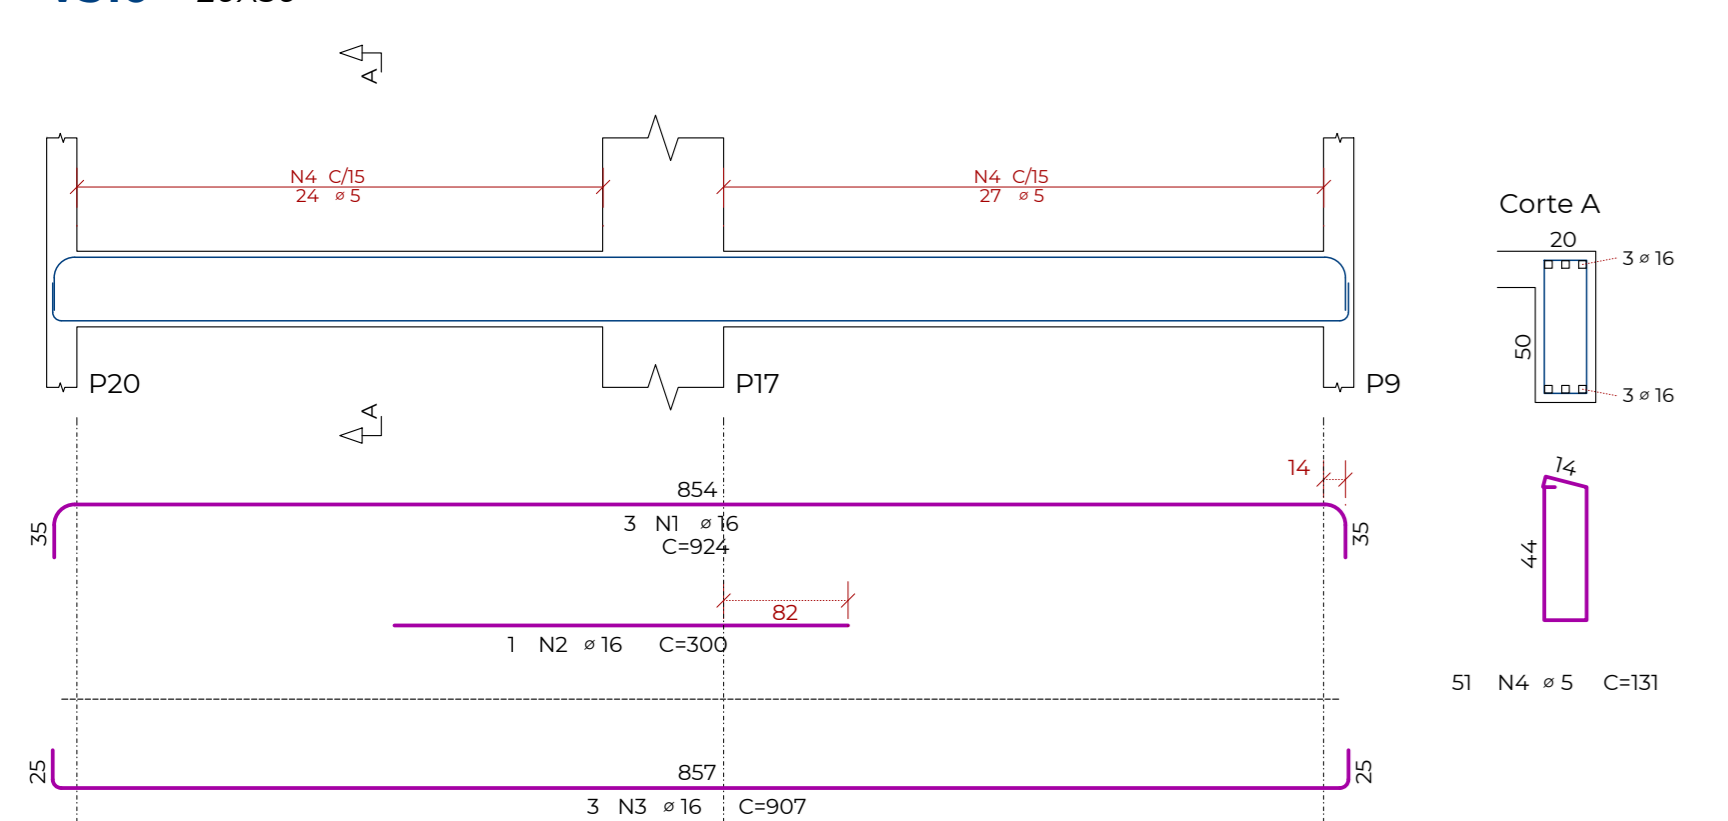 A
N4 C/15
24 ⌀ 5
N4 C/15
27 ⌀ 5
Corte A
20
3 ⌀ 16
50
3 ⌀ 16
P20
P17
P9
A
14
854
35
3 N1 ⌀ 16
C=924
35
14
44
82
1 N2 ⌀ 16 C=300
51 N4 ⌀ 5 C=131
25
857
25
3 N3 ⌀ 16 C=907